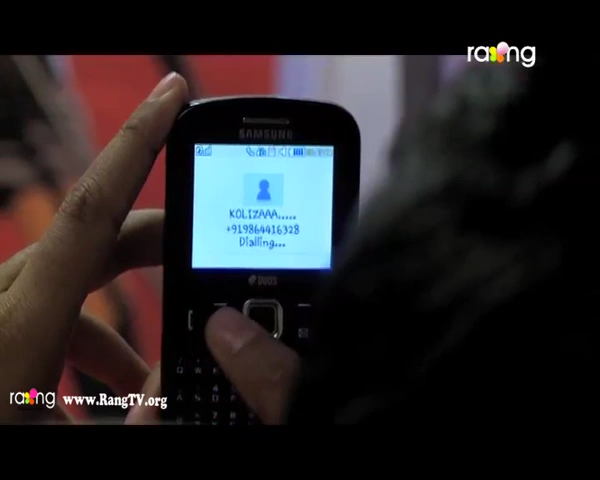 rang
SAMSUNG
KOLIZAAA.....
+919864416328
Dialling...
DUOS
Q W
rang www.RangTV.org